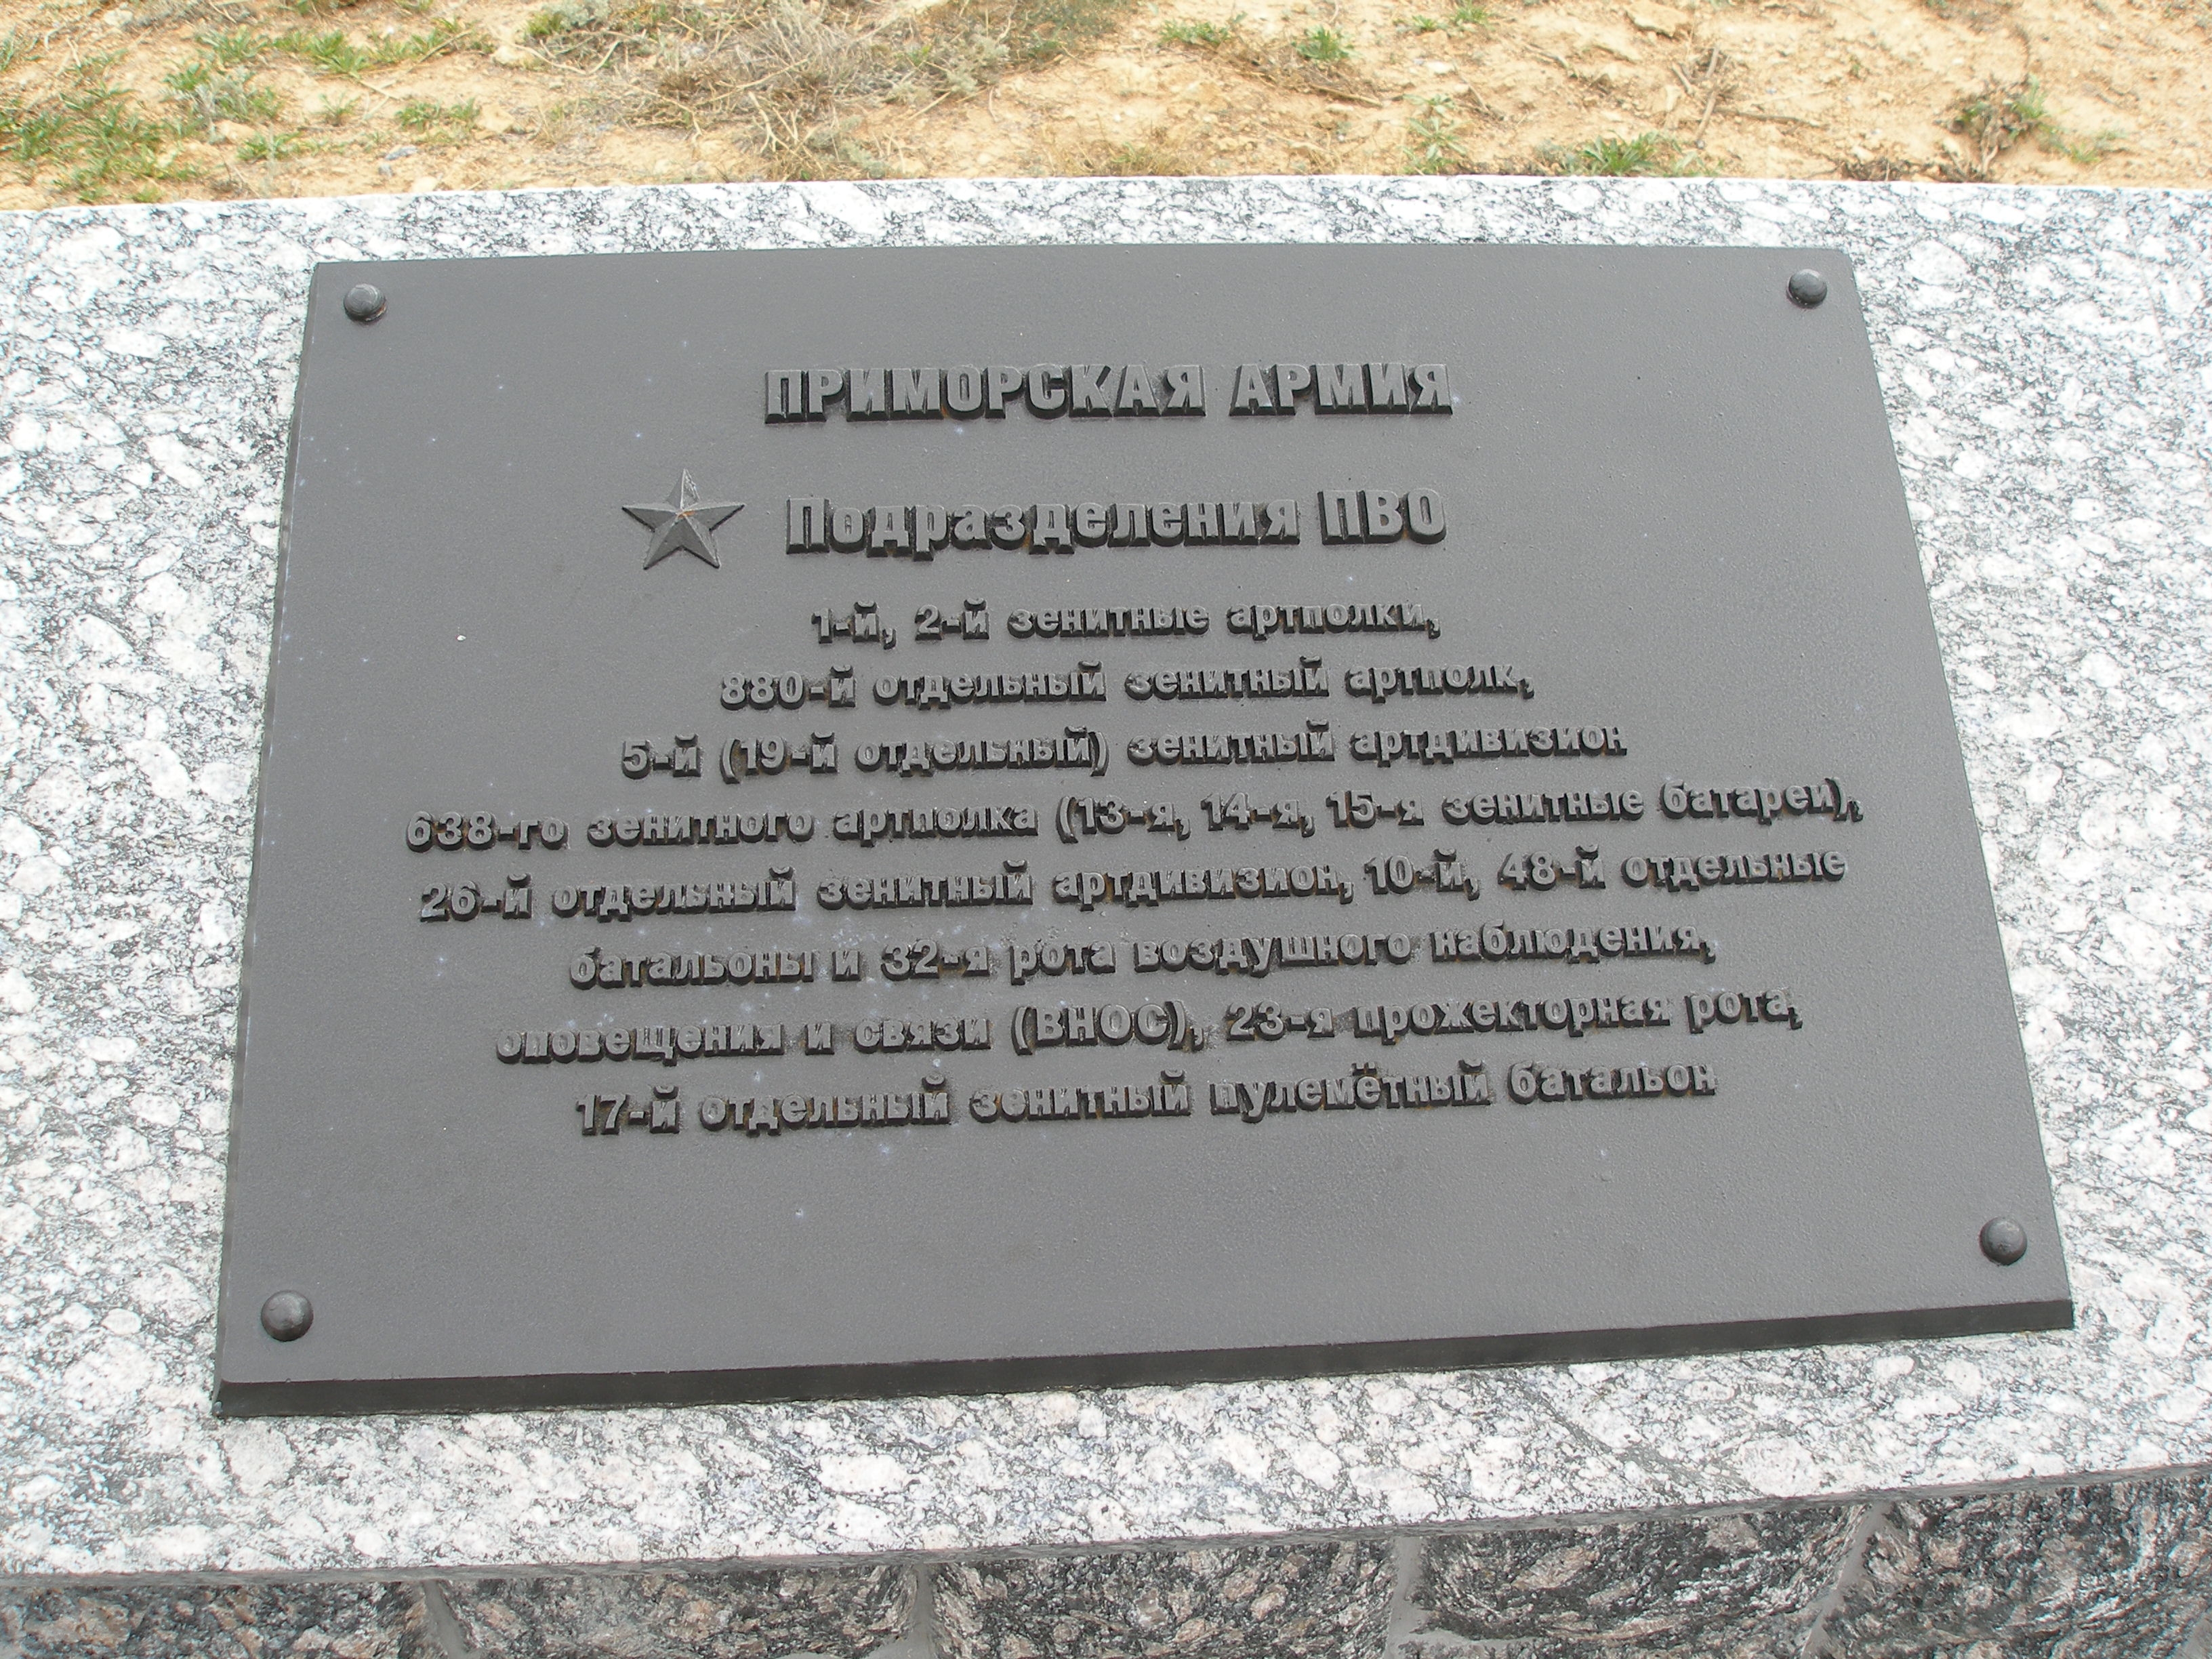 ПРИМОРСКАЯ АРМИЯ
Подразделения ПВО
1-й, 2-й зенитные артполки,
880-й отдельный зенитный артполк,
5-й (19-й отдельный) зенитный артдивизион
638-го зенитного артполка (13-я, 14-я, 15-я зенитные батареи),
26-й отдельный зенитный артдивизион, 10-й, 48-й отдельные
батальоны и 32-я рота воздушного наблюдения,
оповещения и связи (ВНОС), 23-я прожекторная рота,
17-й отдельный зенитный пулемётный батальон